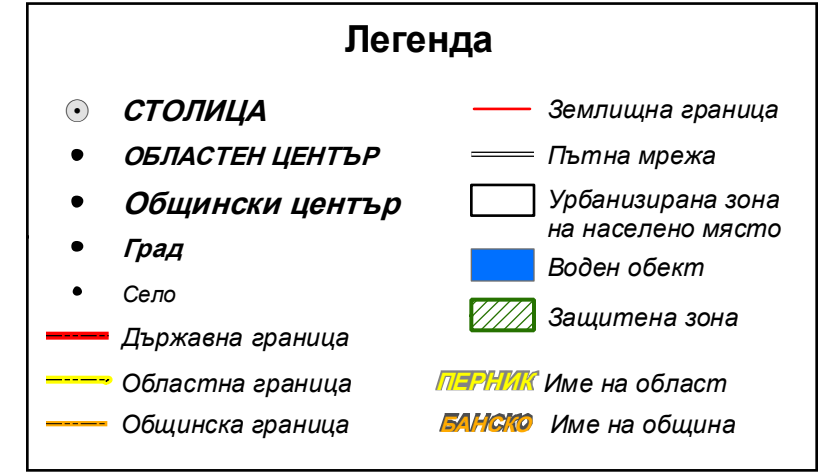 Легенда
СТОЛИЦА
ОБЛАСТЕН ЦЕНТЪР
Общински център
Град
Село
Държавна граница
Областна граница
Общинска граница
Землищна граница
Пътна мрежа
Урбанизирана зона
на населено място
Воден обект
Защитена зона
ПЕРНИК Име на област
БАНСКО Име на община